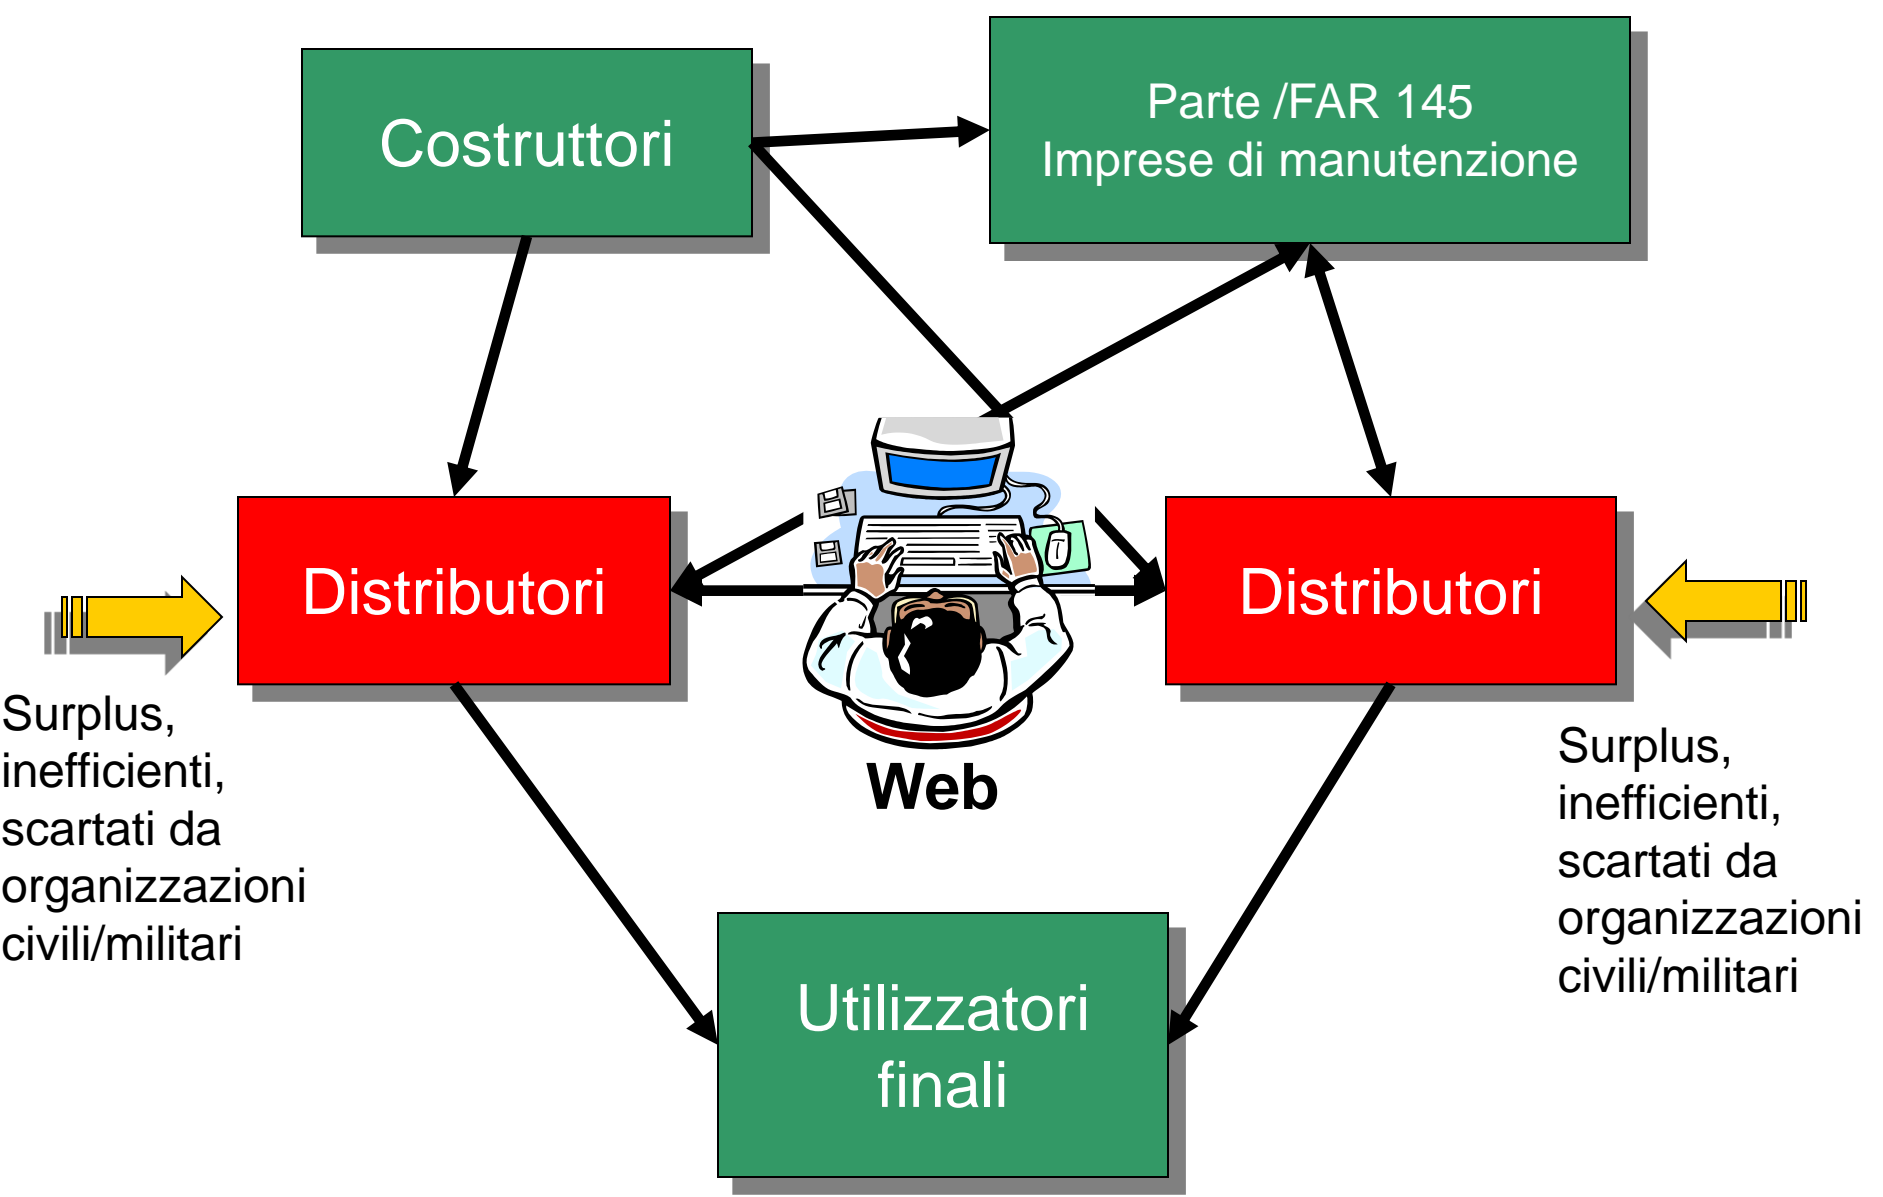 Costruttori
Parte /FAR 145
Imprese di manutenzione
Distributori
Distributori
Surplus,
inefficienti,
scartati da
organizzazioni
civili/militari
Web
Surplus,
inefficienti,
scartati da
organizzazioni
civili/militari
Utilizzatori
finali